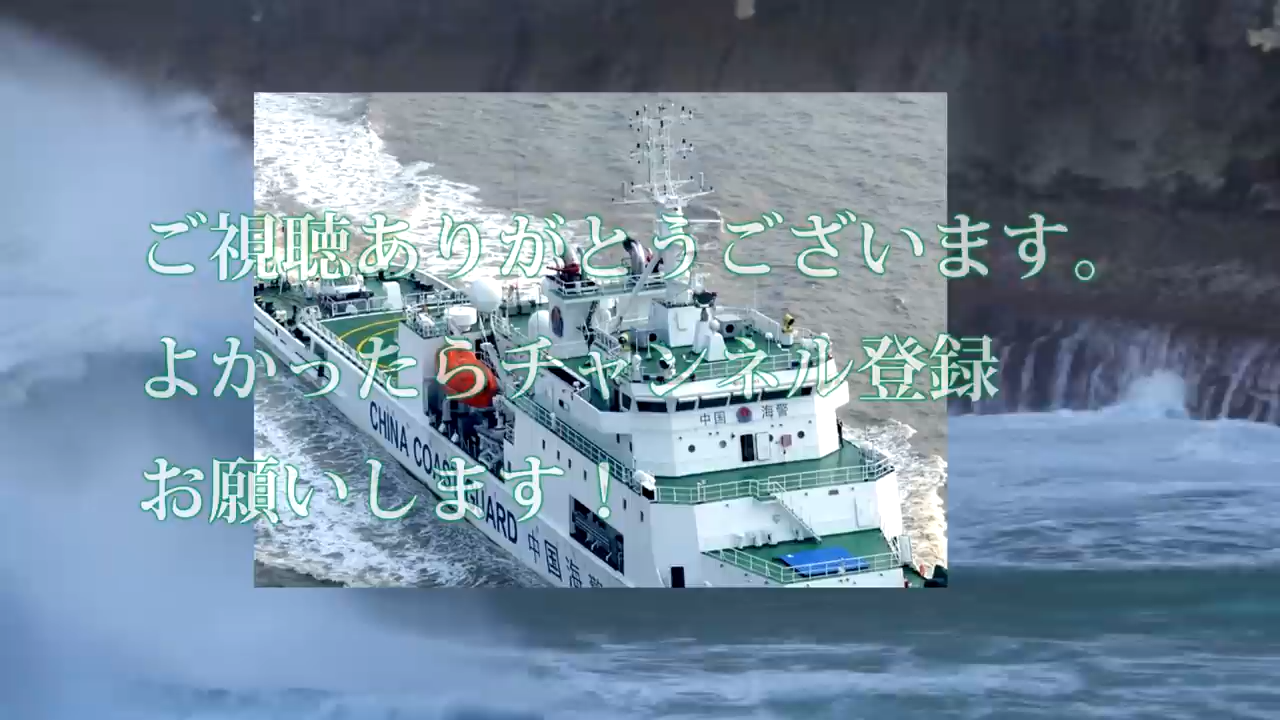 ご視聴ありがとうございます。
よかったらチャンネル登録
お願いします！
中国 海警
CHINA COAST GUARD 中国海警